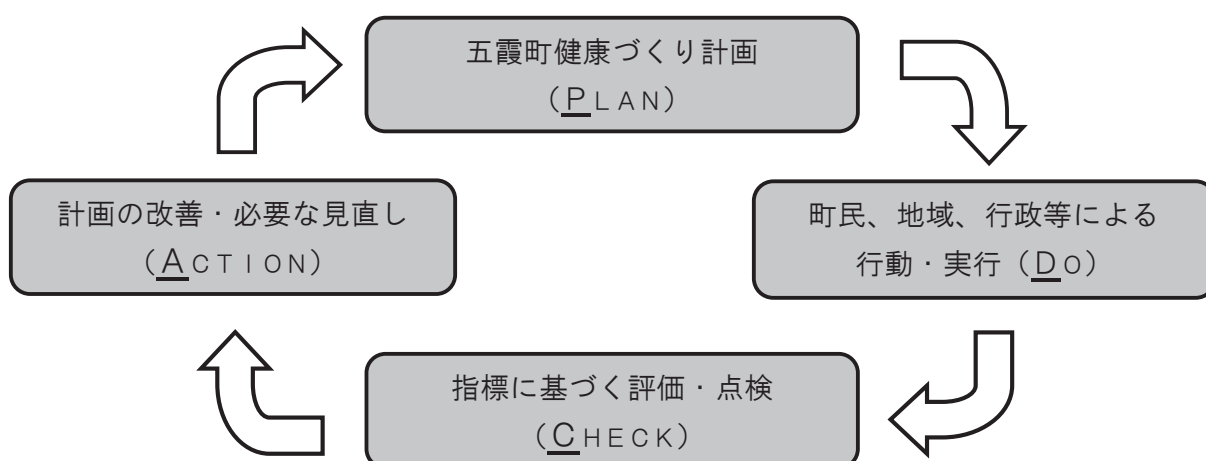 五霞町健康づくり計画
（ＰＬＡＮ）
町民、地域、行政等による
行動・実行（ＤＯ）
指標に基づく評価・点検
（ＣＨＥＣＫ）
計画の改善・必要な見直し
（ＡＣＴＩＯＮ）